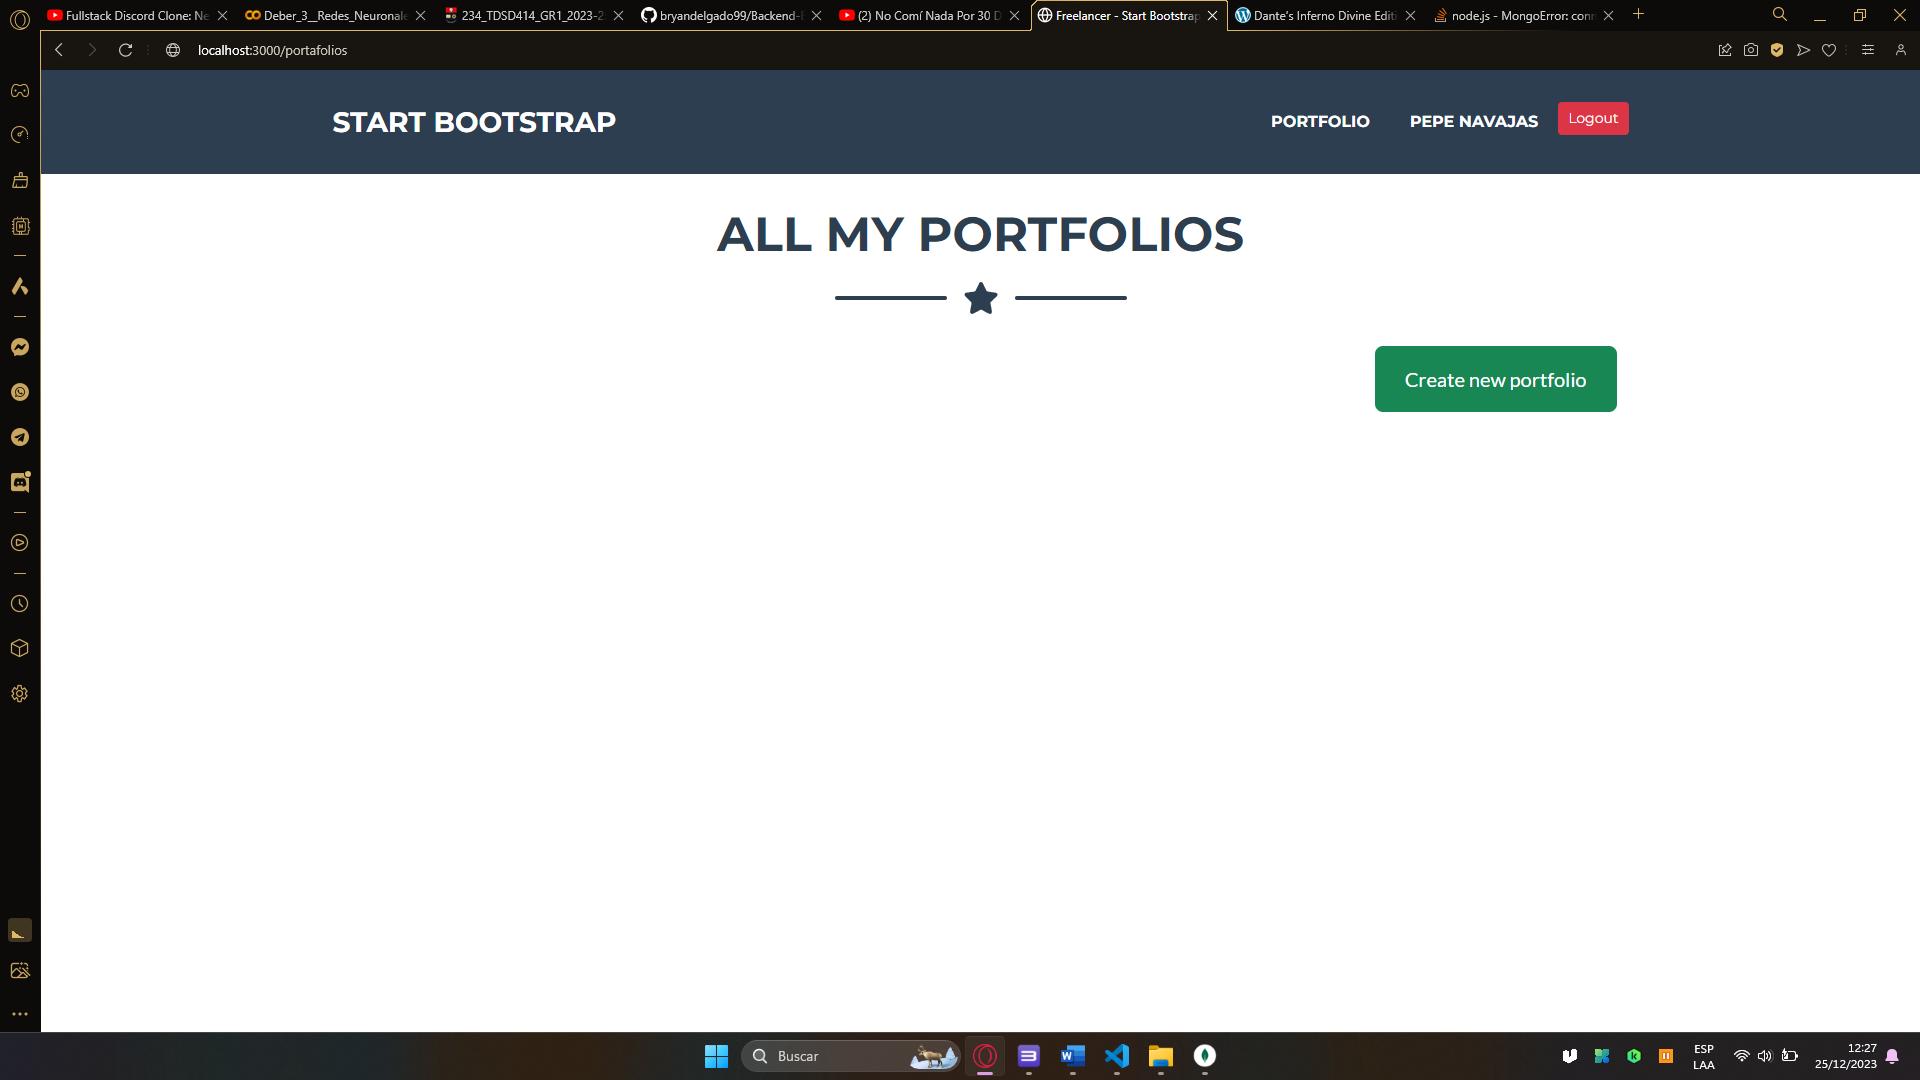 Fullstack Discord Clone: Ne
Deber_3__Redes_Neuronale
234_TDSD414_GR1_2023-2
bryandelgado99/Backend-
(2) No Comí Nada Por 30 D
Freelancer - Start Bootstrap
Dante's Inferno Divine Editi
node.js - MongoError: conn
localhost:3000/portafolios
START BOOTSTRAP
PORTFOLIO
PEPE NAVAJAS
Logout
ALL MY PORTFOLIOS
Create new portfolio
Buscar
ESP
LAA
12:27
25/12/2023